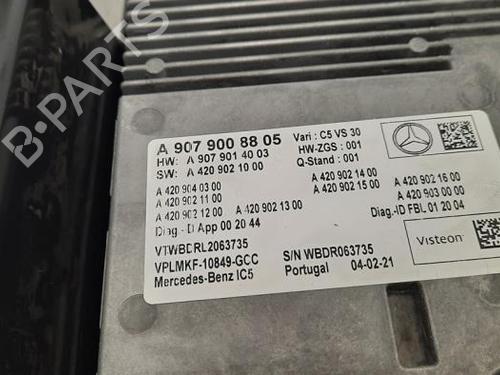 A 907 900 88 05
HW: A 907 901 40 03
SW: A 420 902 10 00
Vari : C5 VS 30
HW-ZGS : 001
Q-Stand : 001
A 420 904 03 00
A 420 902 11 00
A 420 902 12 00
A 420 902 13 00
A 420 902 14 00
A 420 902 15 00
A 420 902 16 00
A 420 903 00 00
Diag.-ID App 00 20 44
Diag.-ID FBL 01 20 04
VTWBDRL2063735
VPLMKF-10849-GCC
Mercedes-Benz IC5
S/N WBDR063735
Portugal 04-02-21
Visteon
B-PARTS